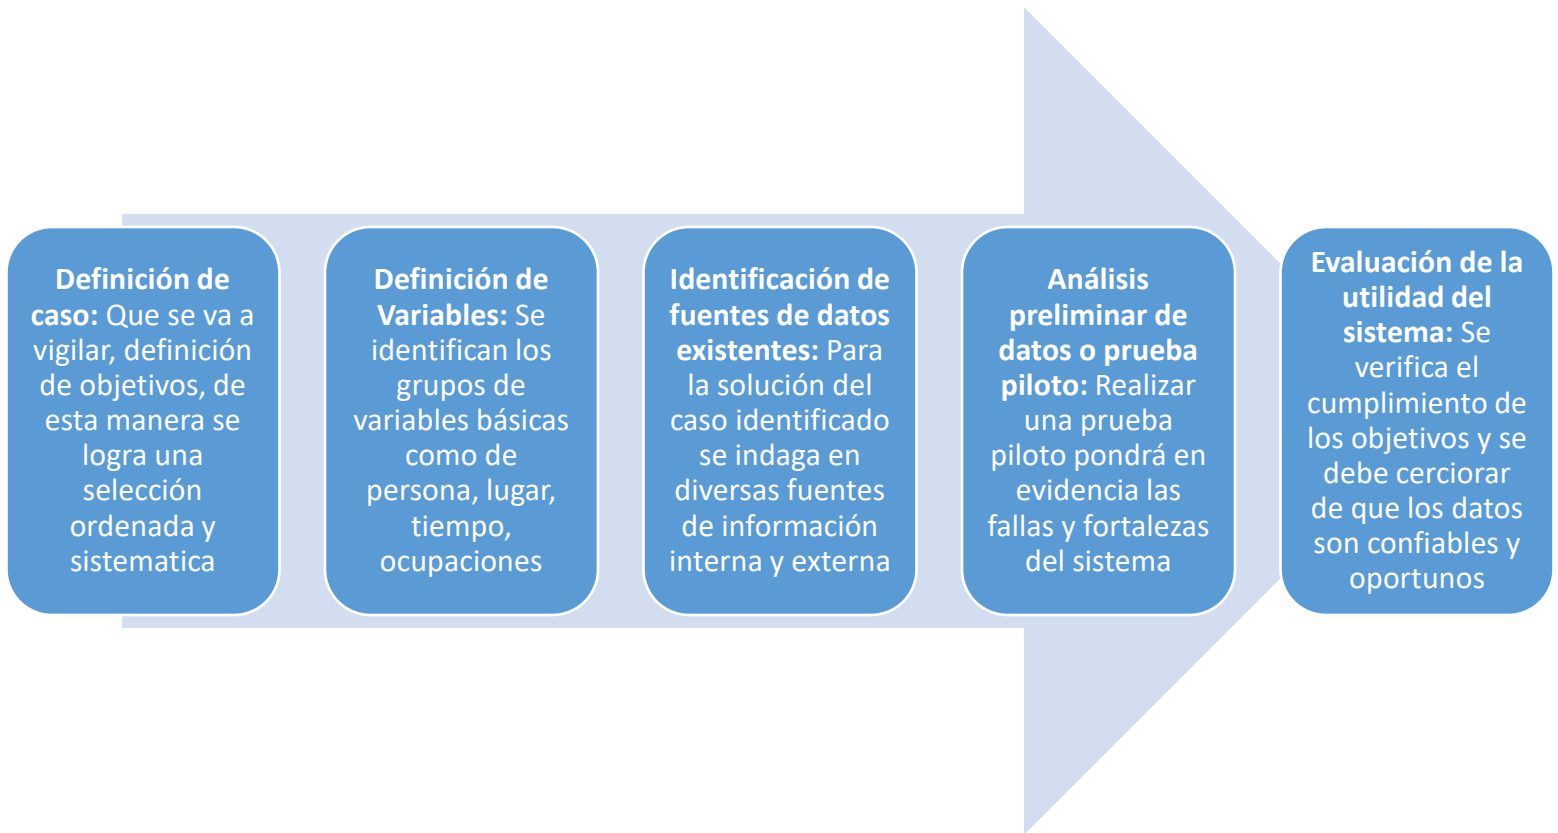 Definición de
caso: Que se va a
vigilar, definición
de objetivos, de
esta manera se
logra una
selección
ordenada y
sistematica
Definición de
Variables: Se
identifican los
grupos de
variables básicas
como de
persona, lugar,
tiempo,
ocupaciones
Identificación de
fuentes de datos
existentes: Para
la solución del
caso identificado
se indaga en
diversas fuentes
de información
interna y externa
Análisis
preliminar de
datos o prueba
piloto: Realizar
una prueba
piloto pondrá en
evidencia las
fallas y fortalezas
del sistema
Evaluación de la
utilidad del
sistema: Se
verifica el
cumplimiento de
los objetivos y se
debe cerciorar
de que los datos
son confiables y
oportunos